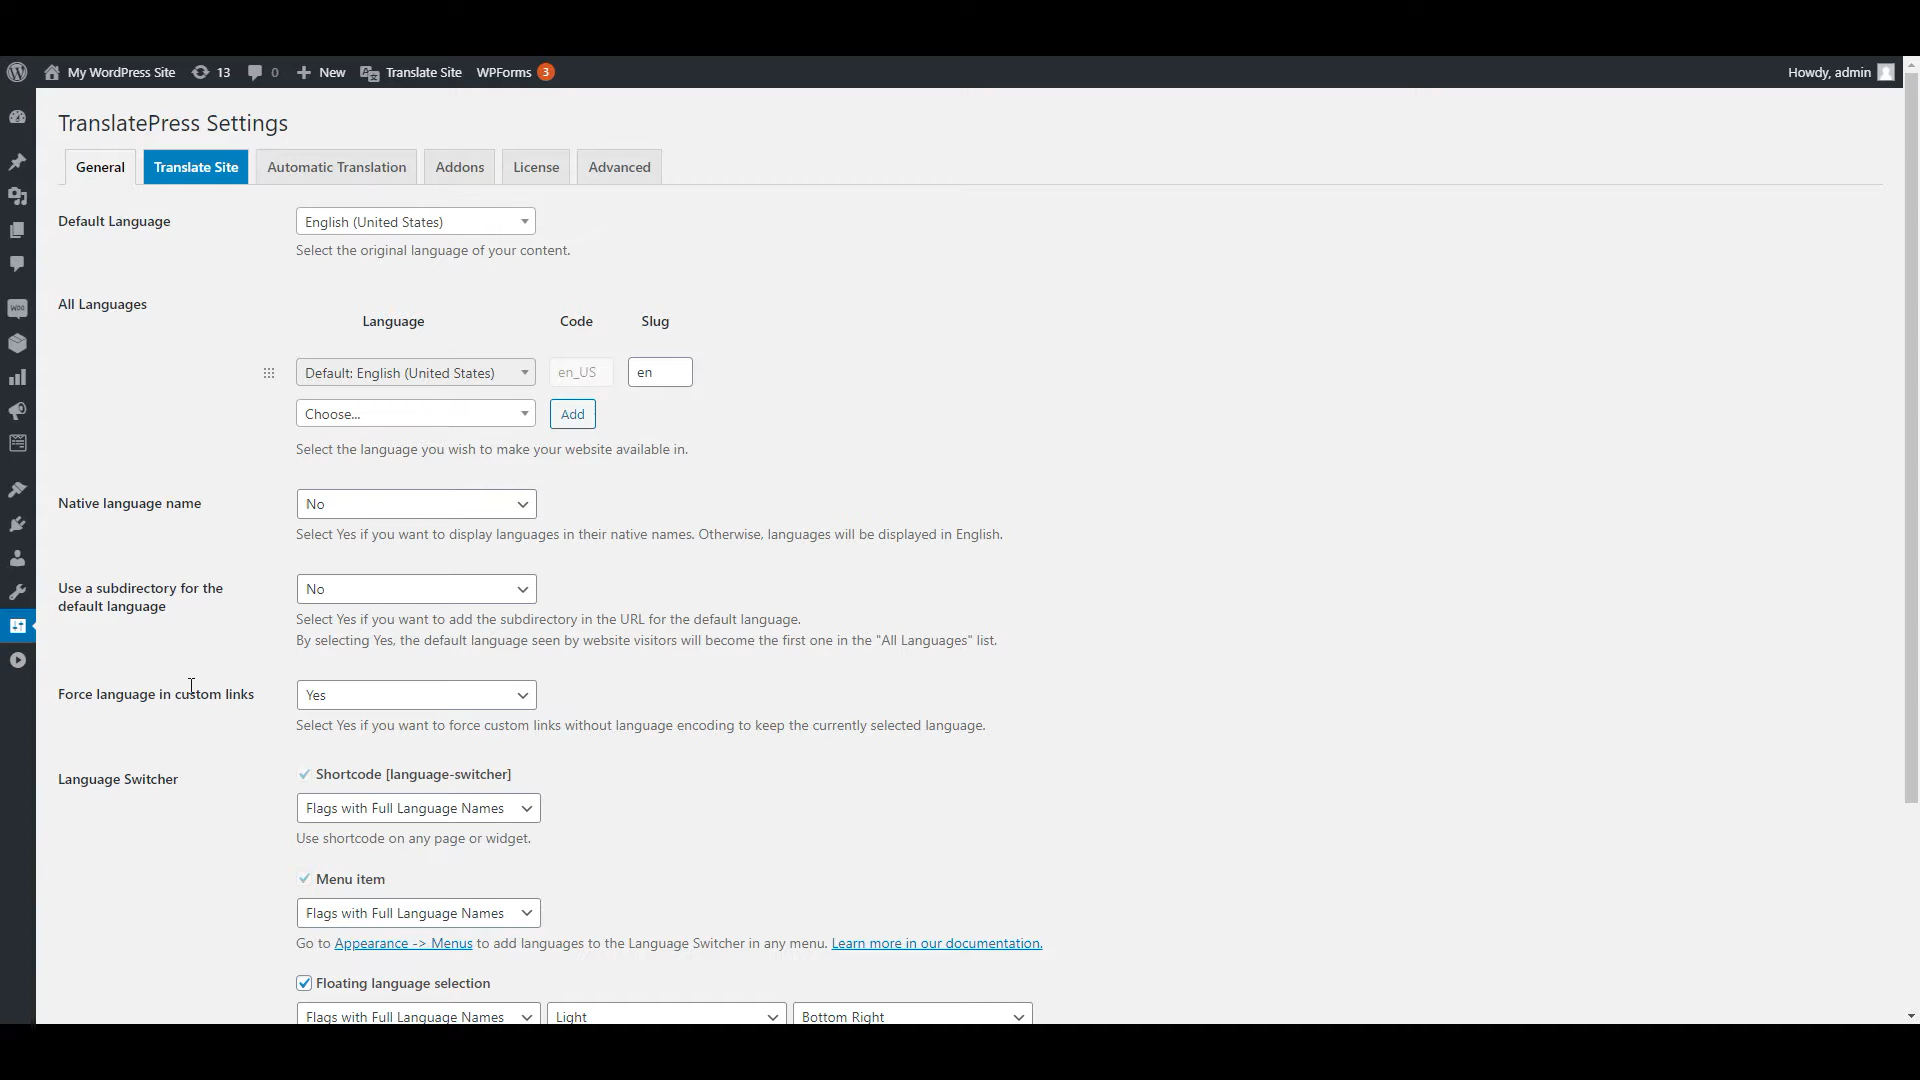 My WordPress Site 13 0 New Translate Site WPForms 3 Howdy, admin
TranslatePress Settings
General Translate Site Automatic Translation Addons License Advanced
Default Language English (United States)
Select the original language of your content.
All Languages
Language Code Slug
Default: English (United States) en_US en
Choose... Add
Select the language you wish to make your website available in.
Native language name No
Select Yes if you want to display languages in their native names. Otherwise, languages will be displayed in English.
Use a subdirectory for the
default language
No
Select Yes if you want to add the subdirectory in the URL for the default language.
By selecting Yes, the default language seen by website visitors will become the first one in the "All Languages" list.
Force language in custom links Yes
Select Yes if you want to force custom links without language encoding to keep the currently selected language.
Language Switcher Shortcode [language-switcher]
Flags with Full Language Names
Use shortcode on any page or widget.
Menu item
Flags with Full Language Names
Go to Appearance -> Menus to add languages to the Language Switcher in any menu. Learn more in our documentation.
Floating language selection
Flags with Full Language Names Light Bottom Right
Woo